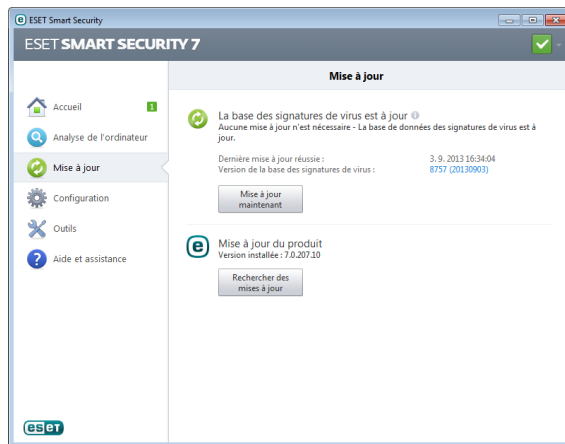 ESET Smart Security
ESET SMART SECURITY 7
Mise à jour
Accueil
1
Analyse de l'ordinateur
Mise à jour
Configuration
Outils
Aide et assistance
La base des signatures de virus est à jour
Aucune mise à jour n'est nécessaire - La base de données des signatures de virus est à
jour.
Dernière mise à jour réussie : 3. 9. 2013 16:34:04
Version de la base des signatures de virus : 8757 (20130903)
Mise à jour
maintenant
Mise à jour du produit
Version installée : 7.0.207.10
Rechercher des
mises à jour
eset